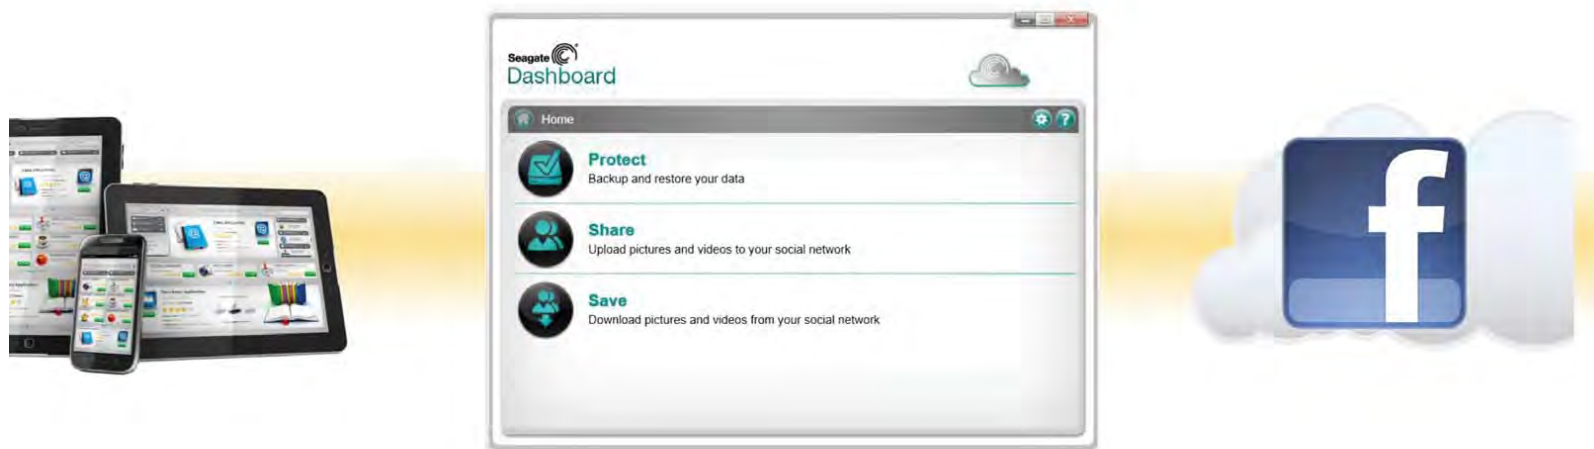 Seagate
Dashboard
Home
?
Protect
Backup and restore your data
Share
Upload pictures and videos to your social network
Save
Download pictures and videos from your social network
f